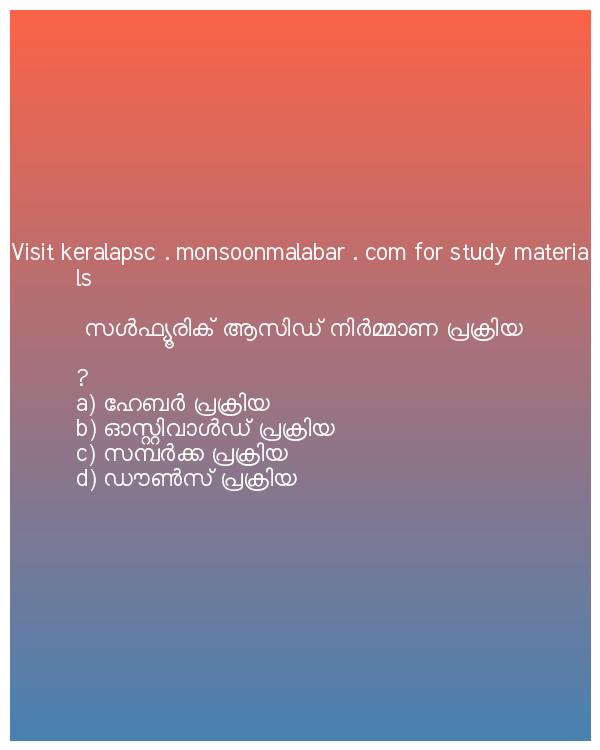 Visit keralapsc . monsoonmalabar . com for study materia
ls
സൾഫ്യൂരിക് ആസിഡ് നിർമ്മാണ പ്രക്രിയ
?
a) ഹേബർ പ്രക്രിയ
b) ഓസ്റ്റിവാൾഡ് പ്രക്രിയ
c) സമ്പർക്ക പ്രക്രിയ
d) ഡൗൺസ് പ്രക്രിയ